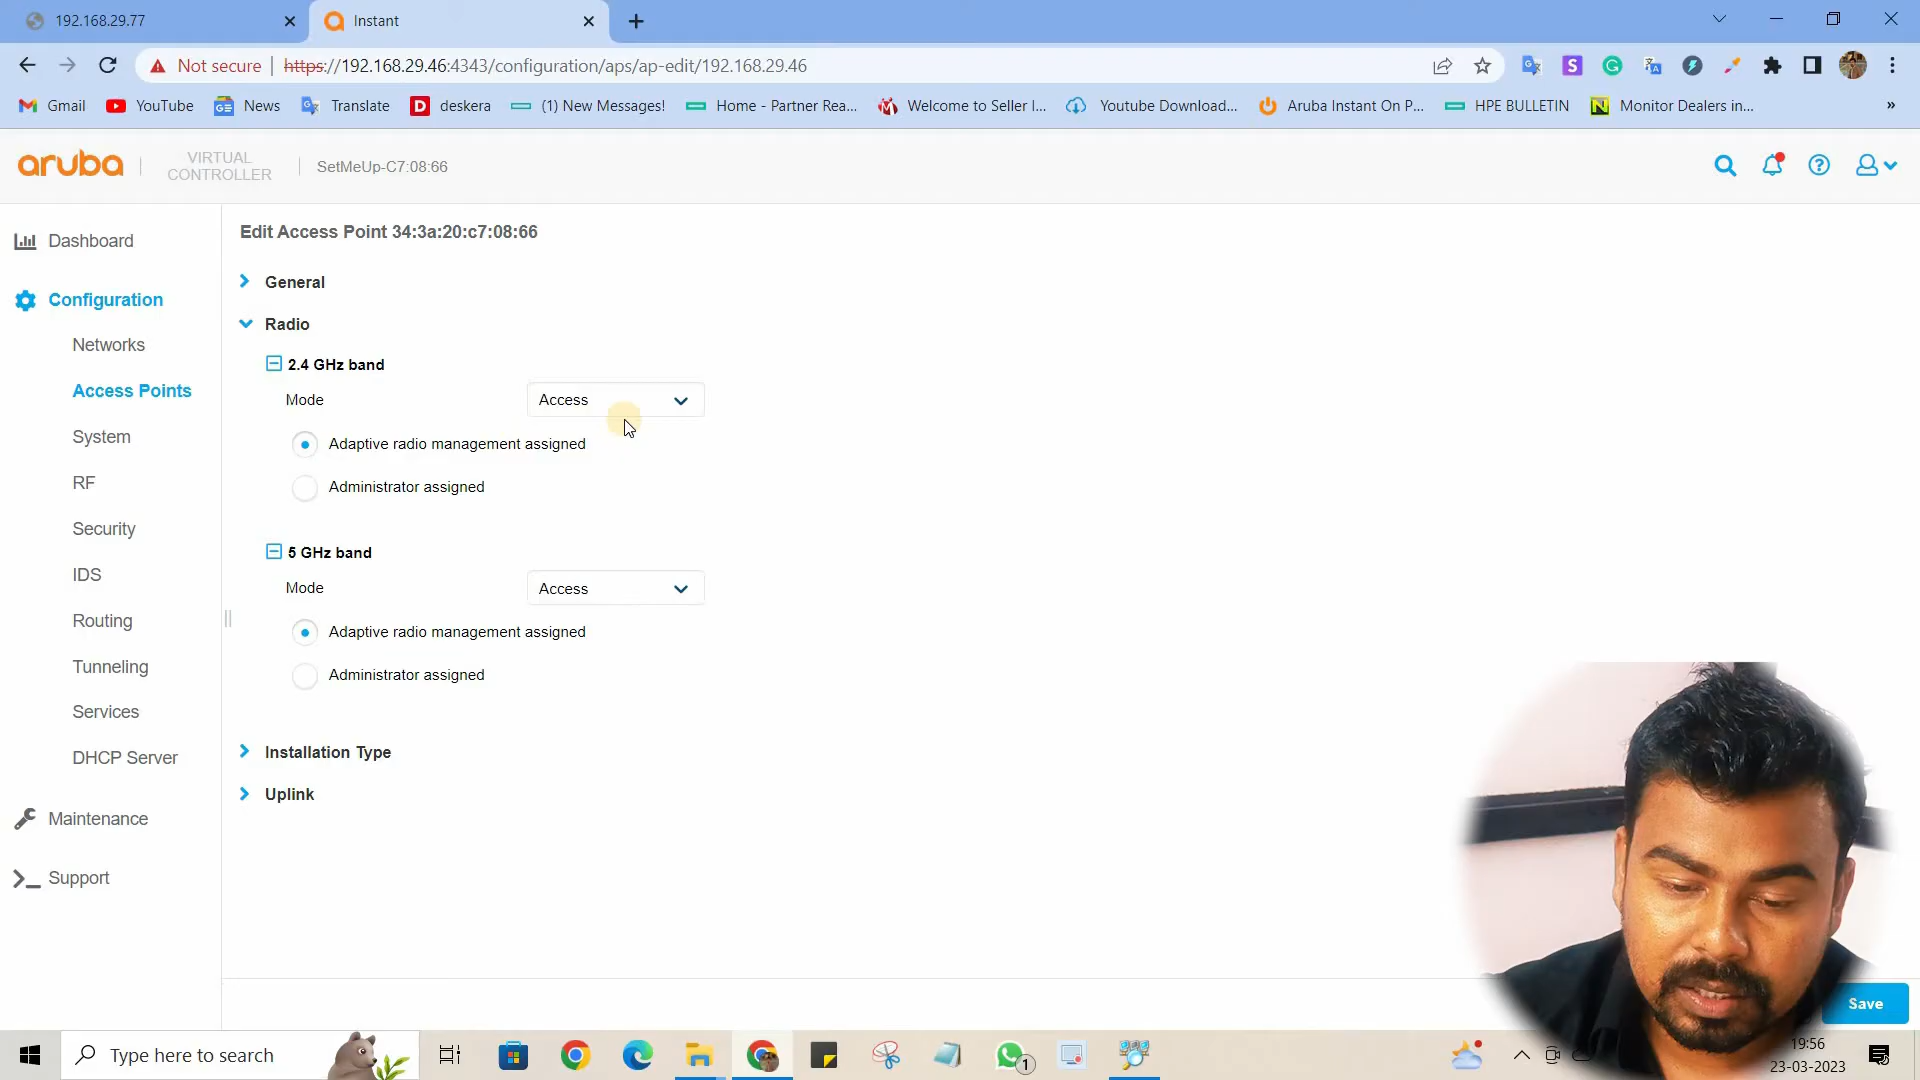 192.168.29.77
Instant
Not secure
https://192.168.29.46:4343/configuration/aps/ap-edit/192.168.29.46
Gmail
YouTube
News
Translate
deskera
(1) New Messages!
Home - Partner Rea...
Welcome to Seller I...
Youtube Download...
Aruba Instant On P...
HPE BULLETIN
Monitor Dealers in...
»
aruba
VIRTUAL
CONTROLLER
SetMeUp-C7:08:66
Dashboard
Configuration
Networks
Access Points
System
RF
Security
IDS
Routing
Tunneling
Services
DHCP Server
Maintenance
Support
Edit Access Point 34:3a:20:c7:08:66
General
Radio
2.4 GHz band
Mode
Access
Adaptive radio management assigned
Administrator assigned
5 GHz band
Mode
Access
Adaptive radio management assigned
Administrator assigned
Installation Type
Uplink
Save
Type here to search
1
19:56
23-03-2023